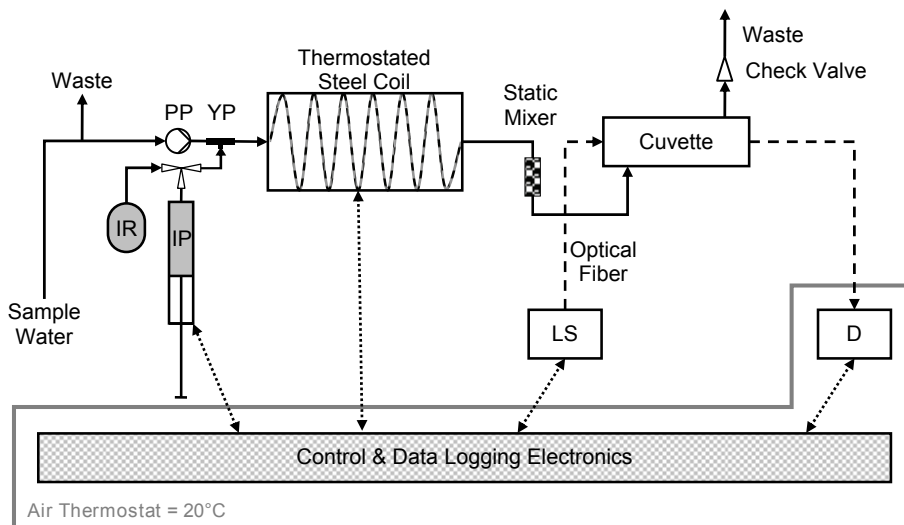 Waste
Check Valve
Thermostated
Steel Coil
Waste
PP
YP
Static
Mixer
Cuvette
IR
IP
Optical
Fiber
Sample
Water
LS
D
Control & Data Logging Electronics
Air Thermostat = 20°C